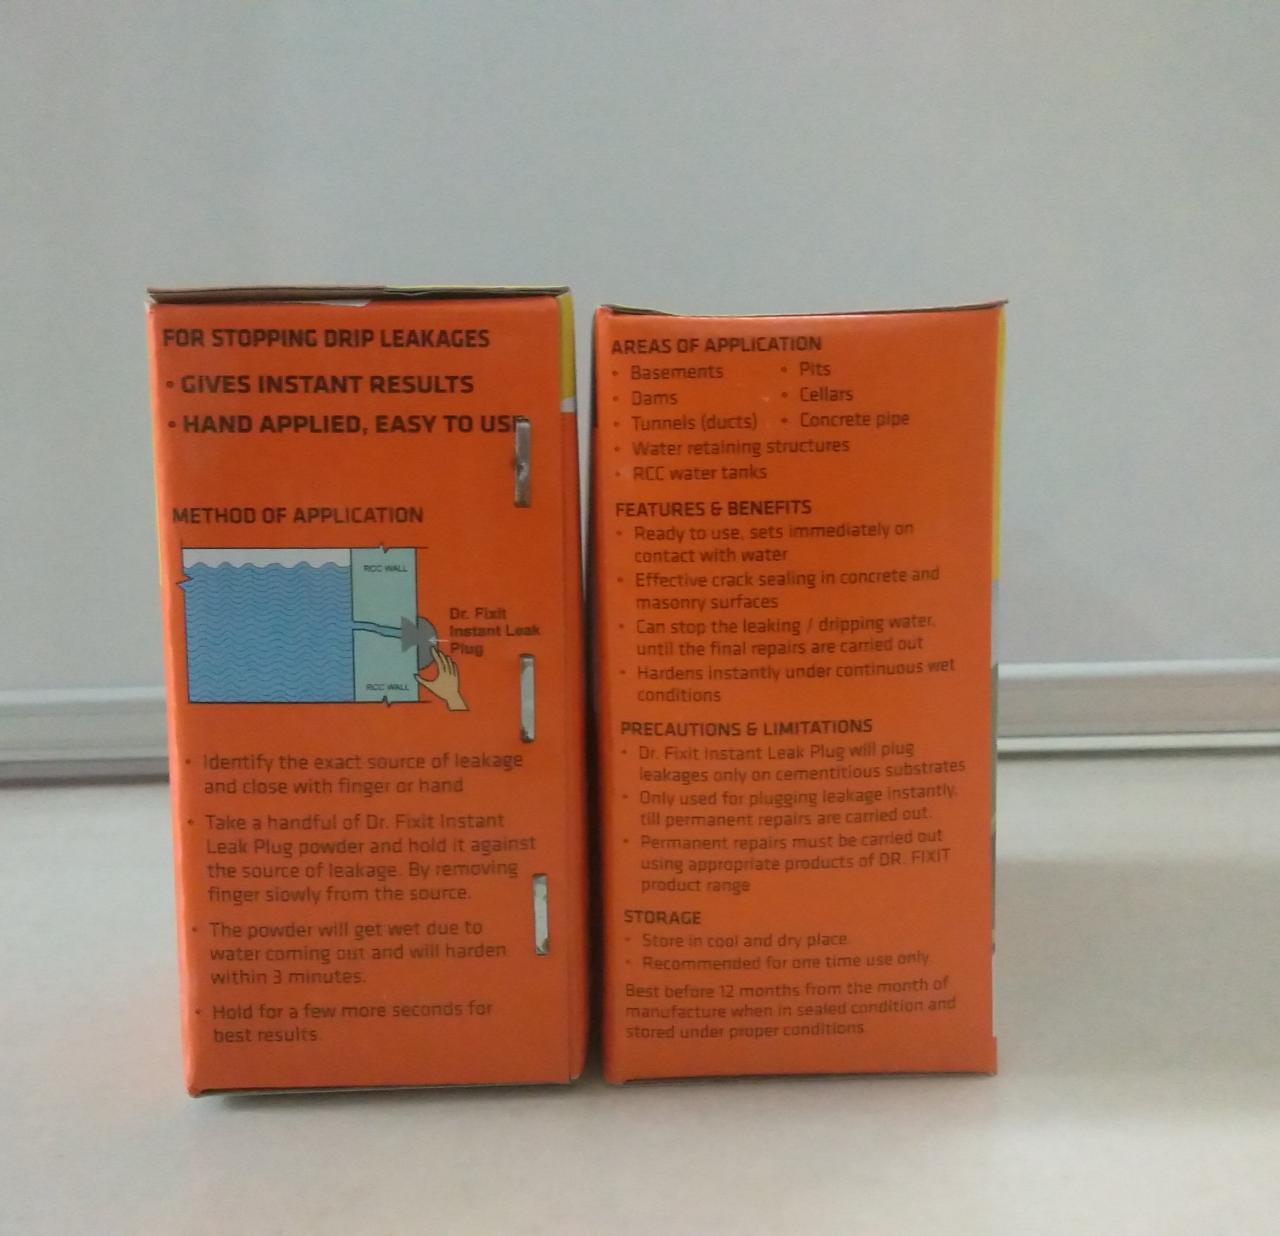 FOR STOPPING DRIP LEAKAGES
• GIVES INSTANT RESULTS
• HAND APPLIED, EASY TO USE
METHOD OF APPLICATION
RCC WALL
Dr. Fixit
Instant Leak
Plug
RCC WALL
• Identify the exact source of leakage
and close with finger or hand
• Take a handful of Dr. Fixit Instant
Leak Plug powder and hold it against
the source of leakage. By removing
finger slowly from the source.
• The powder will get wet due to
water coming out and will harden
within 3 minutes.
• Hold for a few more seconds for
best results.
AREAS OF APPLICATION
• Basements • Pits
• Dams • Cellars
• Tunnels (ducts) • Concrete pipe
• Water retaining structures
• RCC water tanks
FEATURES & BENEFITS
• Ready to use, sets immediately on
contact with water
• Effective crack sealing in concrete and
masonry surfaces
• Can stop the leaking / dripping water,
until the final repairs are carried out
• Hardens instantly under continuous wet
conditions
PRECAUTIONS & LIMITATIONS
• Dr. Fixit Instant Leak Plug will plug
leakages only on cementitious substrates
• Only used for plugging leakage instantly,
till permanent repairs are carried out.
• Permanent repairs must be carried out
using appropriate products of DR. FIXIT
product range
STORAGE
• Store in cool and dry place.
• Recommended for one time use only.
Best before 12 months from the month of
manufacture when in sealed condition and
stored under proper conditions.